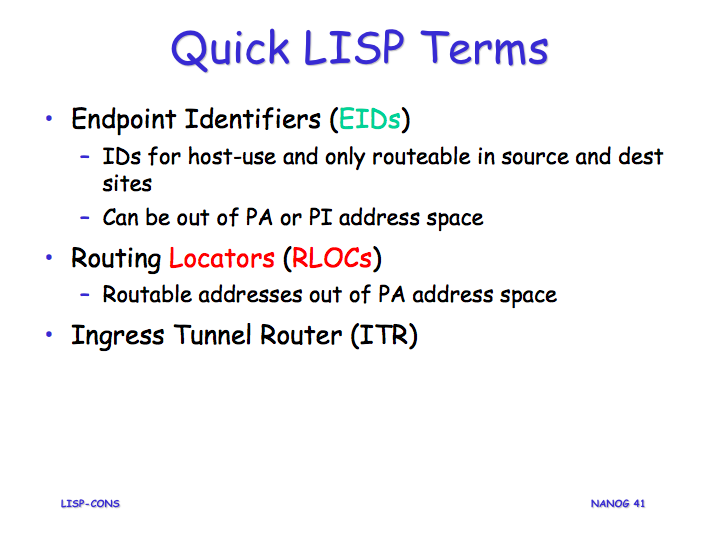 Quick LISP Terms
• Endpoint Identifiers (EIDs)
– IDs for host-use and only routeable in source and dest
sites
– Can be out of PA or PI address space
• Routing Locators (RLOCs)
– Routable addresses out of PA address space
• Ingress Tunnel Router (ITR)
LISP-CONS
NANOG 41